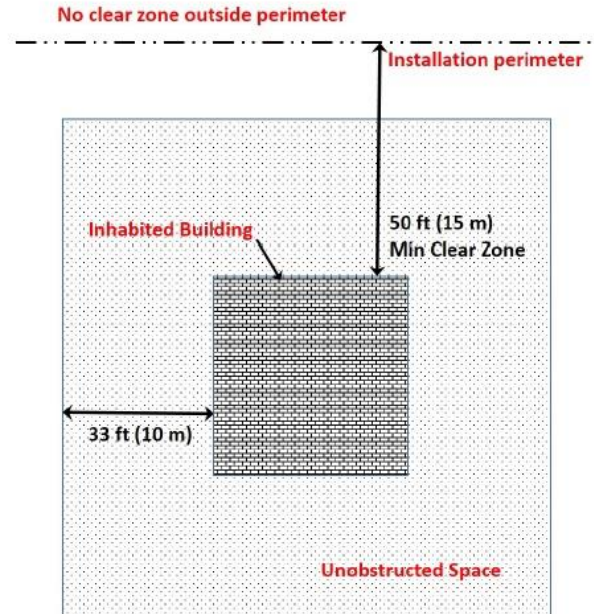 No clear zone outside perimeter
Installation perimeter
Inhabited Building
50 ft (15 m)
Min Clear Zone
33 ft (10 m)
Unobstructed Space